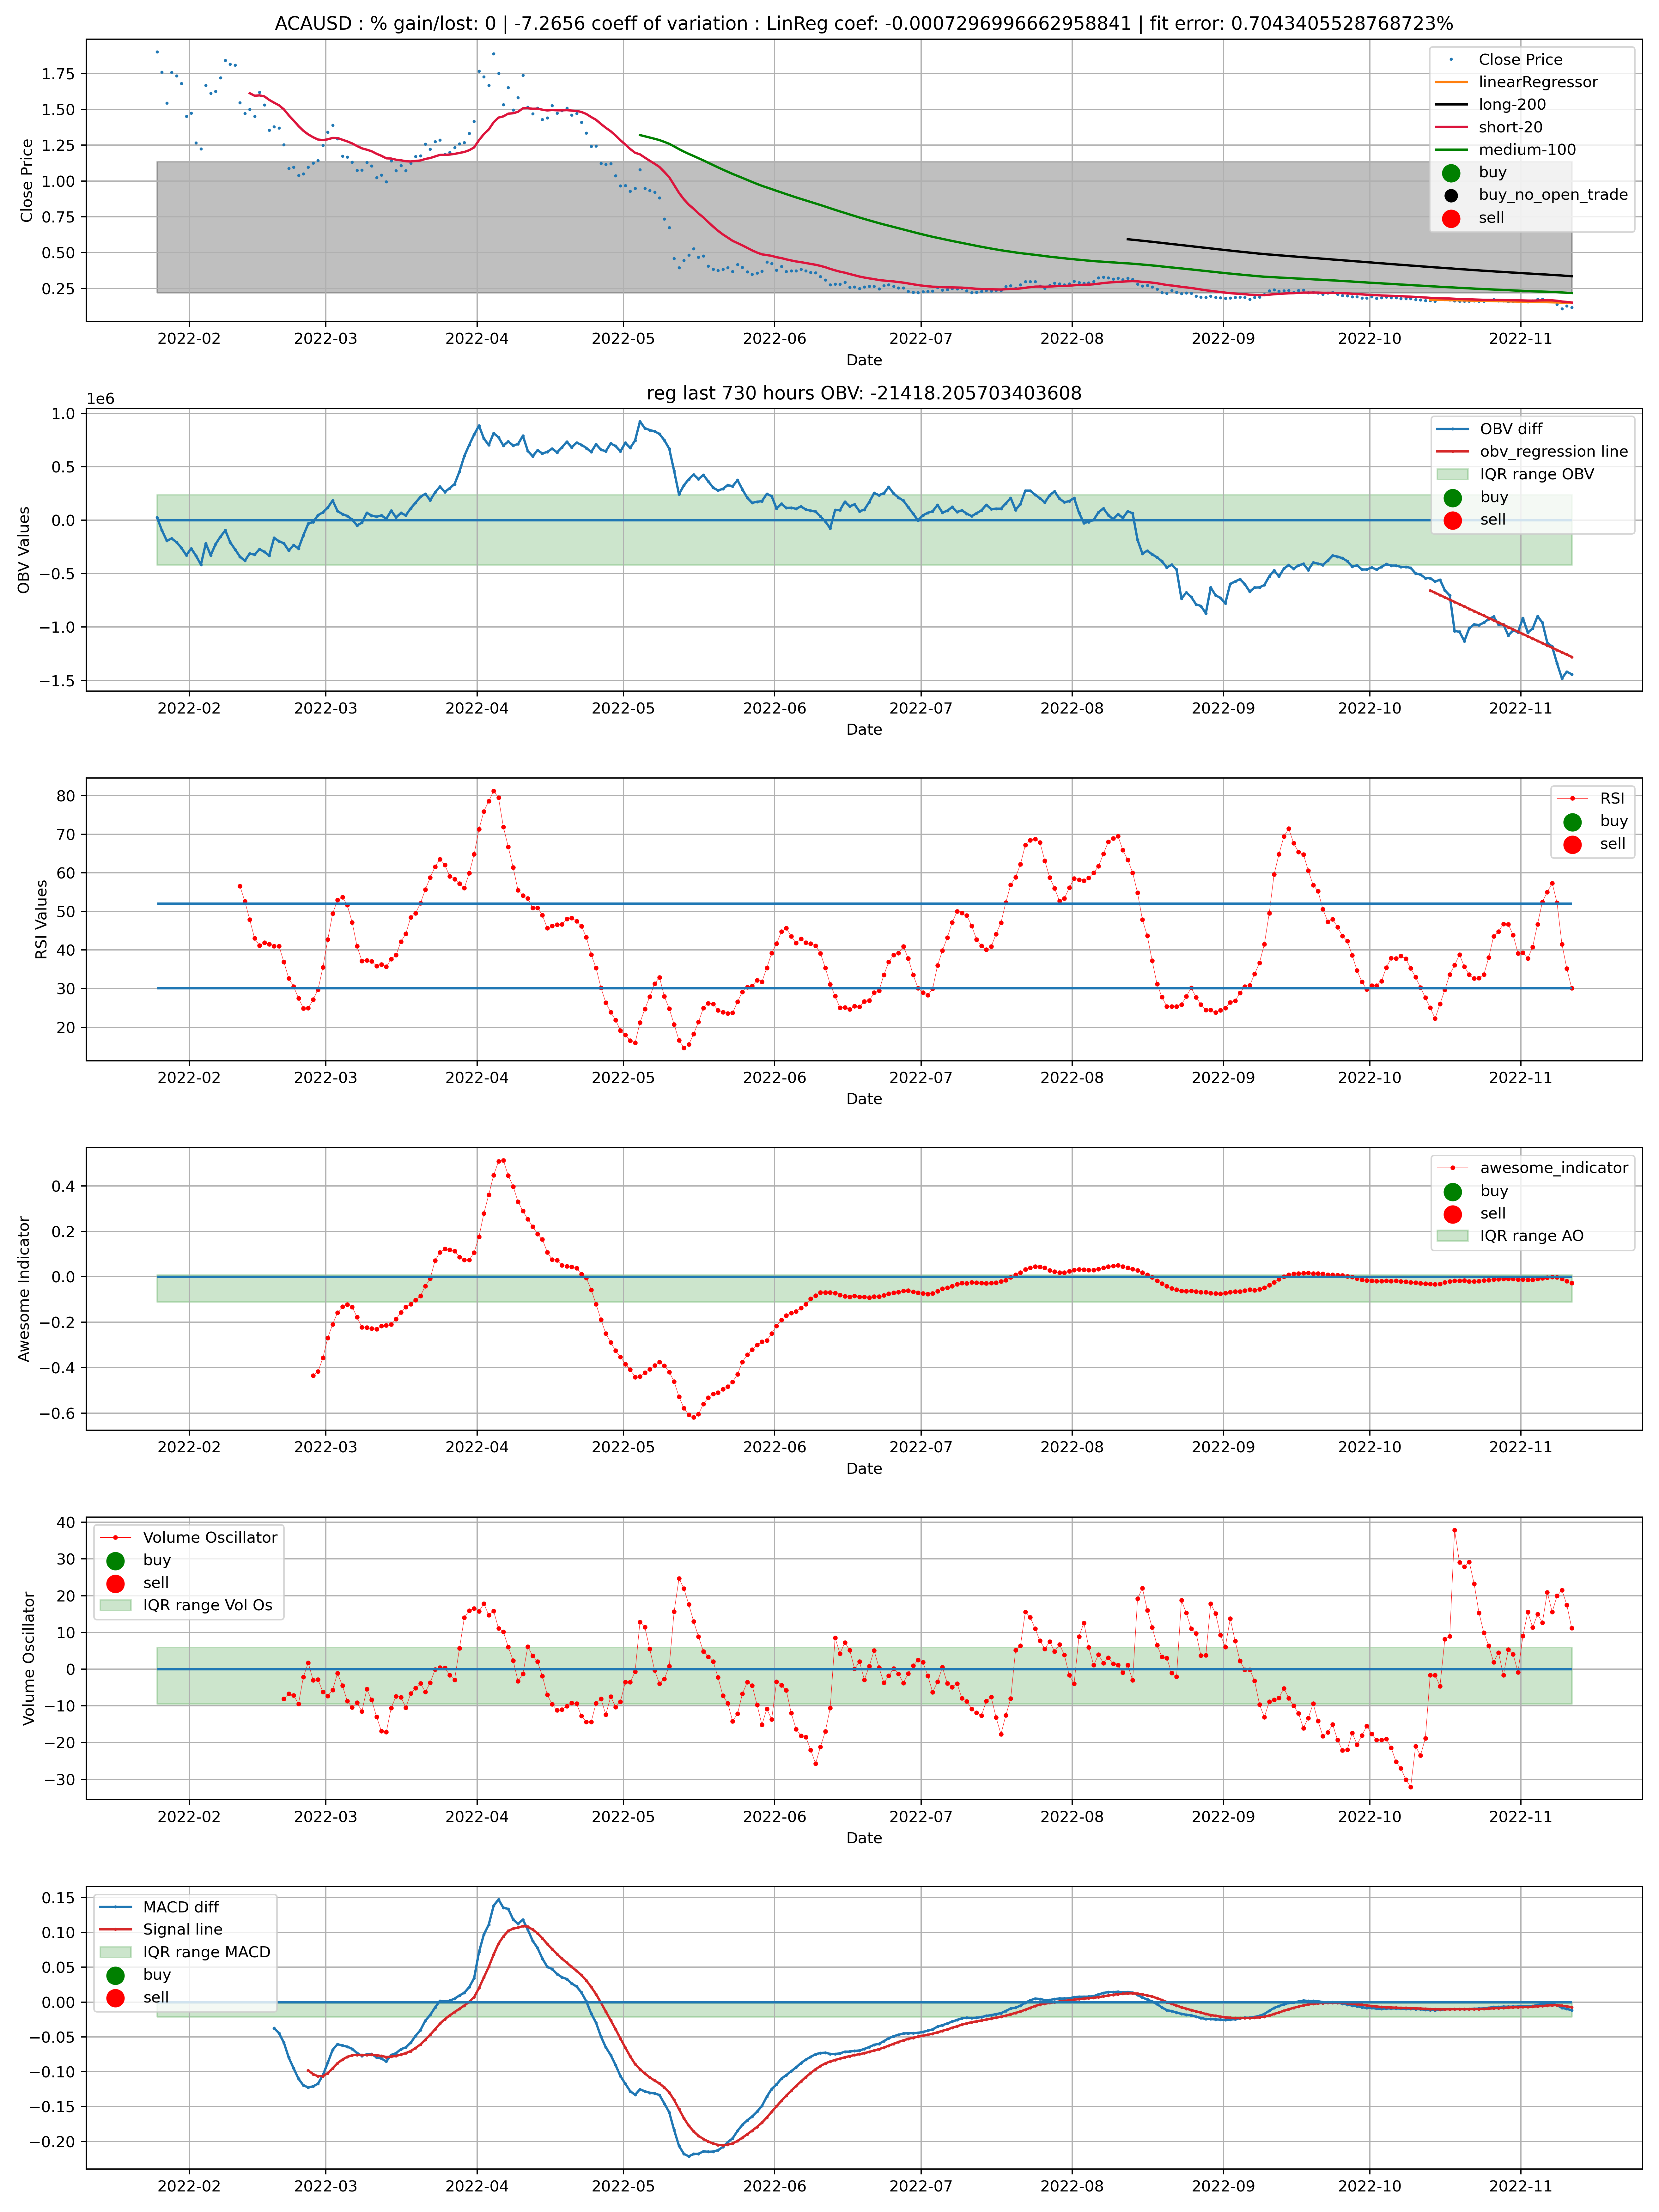 ACAUSD : % gain/lost: 0 | -7.2656 coeff of variation : LinReg coef: -0.0007296996662958841 | fit error: 0.7043405528768723%
Close Price
1.75
1.50
1.25
1.00
0.75
0.50
0.25
Close Price
linearRegressor
long-200
short-20
medium-100
buy
buy_no_open_trade
sell
2022-02 2022-03 2022-04 2022-05 2022-06 2022-07 2022-08 2022-09 2022-10 2022-11
Date
reg last 730 hours OBV: -21418.205703403608
1e6
OBV Values
1.0
0.5
0.0
−0.5
−1.0
−1.5
OBV diff
obv_regression line
IQR range OBV
buy
sell
2022-02 2022-03 2022-04 2022-05 2022-06 2022-07 2022-08 2022-09 2022-10 2022-11
Date
RSI Values
80
70
60
50
40
30
20
RSI
buy
sell
2022-02 2022-03 2022-04 2022-05 2022-06 2022-07 2022-08 2022-09 2022-10 2022-11
Date
Awesome Indicator
0.4
0.2
0.0
−0.2
−0.4
−0.6
awesome_indicator
buy
sell
IQR range AO
2022-02 2022-03 2022-04 2022-05 2022-06 2022-07 2022-08 2022-09 2022-10 2022-11
Date
Volume Oscillator
40
30
20
10
0
−10
−20
−30
Volume Oscillator
buy
sell
IQR range Vol Os
2022-02 2022-03 2022-04 2022-05 2022-06 2022-07 2022-08 2022-09 2022-10 2022-11
Date
0.15
0.10
0.05
0.00
−0.05
−0.10
−0.15
−0.20
MACD diff
Signal line
IQR range MACD
buy
sell
2022-02 2022-03 2022-04 2022-05 2022-06 2022-07 2022-08 2022-09 2022-10 2022-11